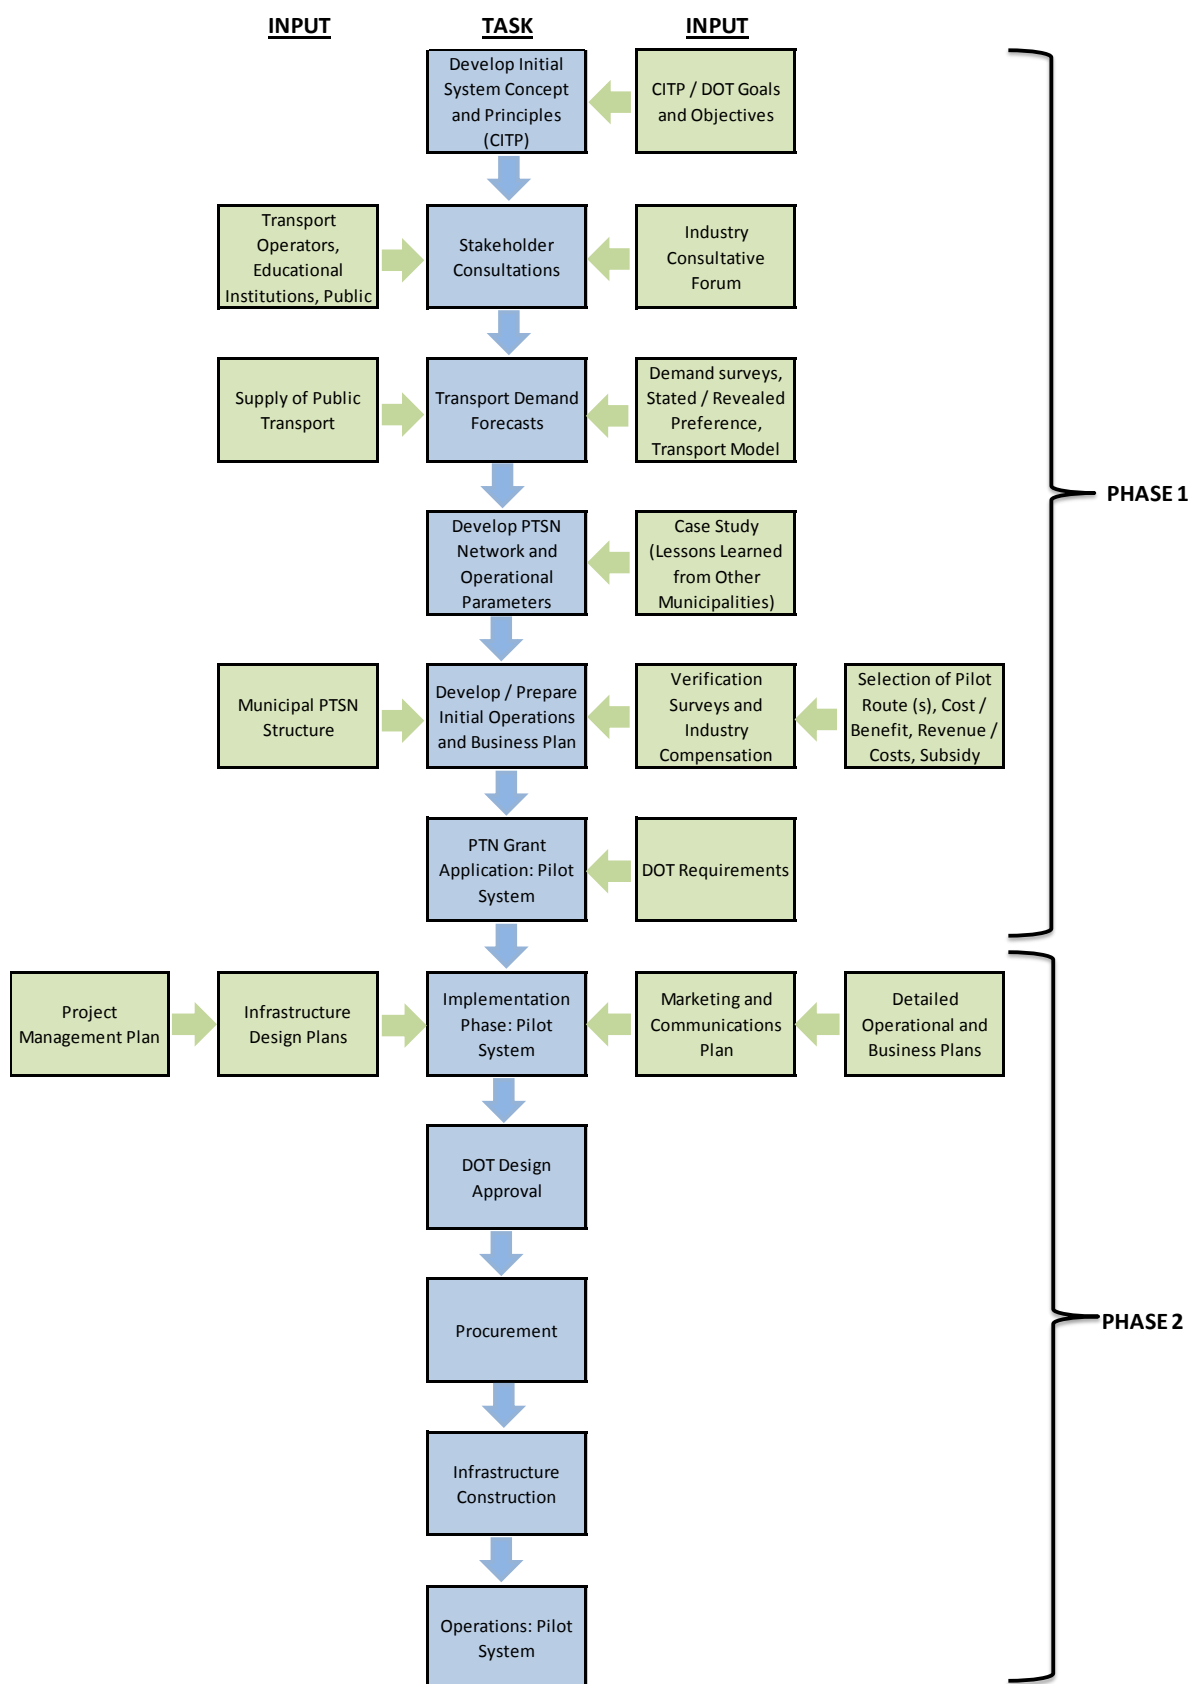 INPUT
TASK
INPUT
Develop Initial
System Concept
and Principles
(CITP)
CITP / DOT Goals
and Objectives
Transport
Operators,
Educational
Institutions, Public
Stakeholder
Consultations
Industry
Consultative
Forum
Supply of Public
Transport
Transport Demand
Forecasts
Demand surveys,
Stated / Revealed
Preference,
Transport Model
PHASE 1
Develop PTSN
Network and
Operational
Parameters
Case Study
(Lessons Learned
from Other
Municipalities)
Municipal PTSN
Structure
Develop / Prepare
Initial Operations
and Business Plan
Verification
Surveys and
Industry
Compensation
Selection of Pilot
Route (s), Cost /
Benefit, Revenue /
Costs, Subsidy
PTN Grant
Application: Pilot
System
DOT Requirements
Project
Management Plan
Infrastructure
Design Plans
Implementation
Phase: Pilot
System
Marketing and
Communications
Plan
Detailed
Operational and
Business Plans
DOT Design
Approval
Procurement
PHASE 2
Infrastructure
Construction
Operations: Pilot
System